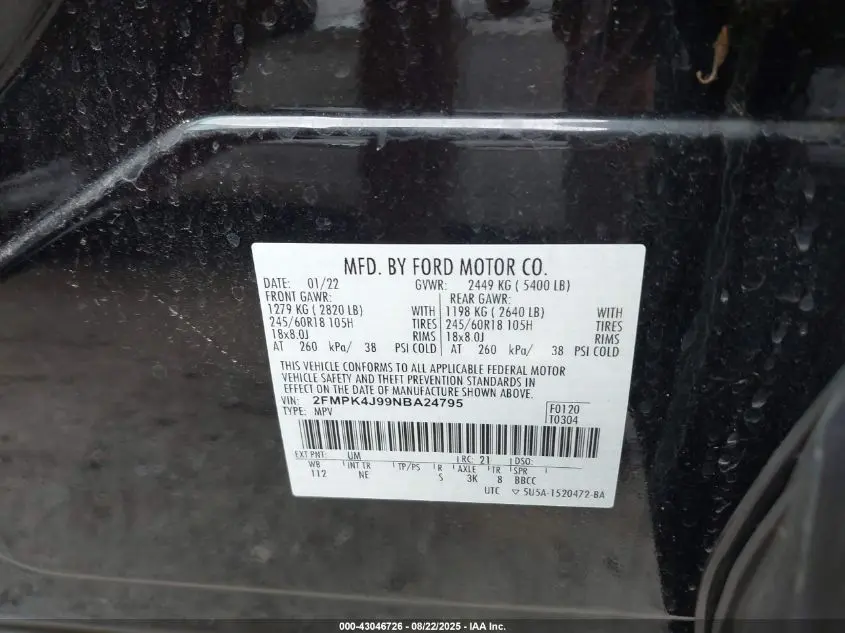 MFD. BY FORD MOTOR CO.
DATE: 01/22 GVWR: 2449 KG ( 5400 LB)
FRONT GAWR: REAR GAWR:
1279 KG ( 2820 LB) WITH 1198 KG ( 2640 LB) WITH
245/60R18 105H TIRES 245/60R18 105H TIRES
18x8.0J RIMS 18x8.0J RIMS
AT 260 kPa/ 38 PSI COLD AT 260 kPa/ 38 PSI COLD
THIS VEHICLE CONFORMS TO ALL APPLICABLE FEDERAL MOTOR
VEHICLE SAFETY AND THEFT PREVENTION STANDARDS IN
EFFECT ON THE DATE OF MANUFACTURE SHOWN ABOVE.
VIN: 2FMPK4J99NBA24795 F0120
TYPE: MPV T0304
EXT PNT: UM RC: 21 DSO:
WB INT TR TP/PS R AXLE TR SPR
112 NE S 3K 8 BBCC
UTC ▽ 5U5A-1520472-BA
000-43046726 - 08/22/2025 - IAA Inc.